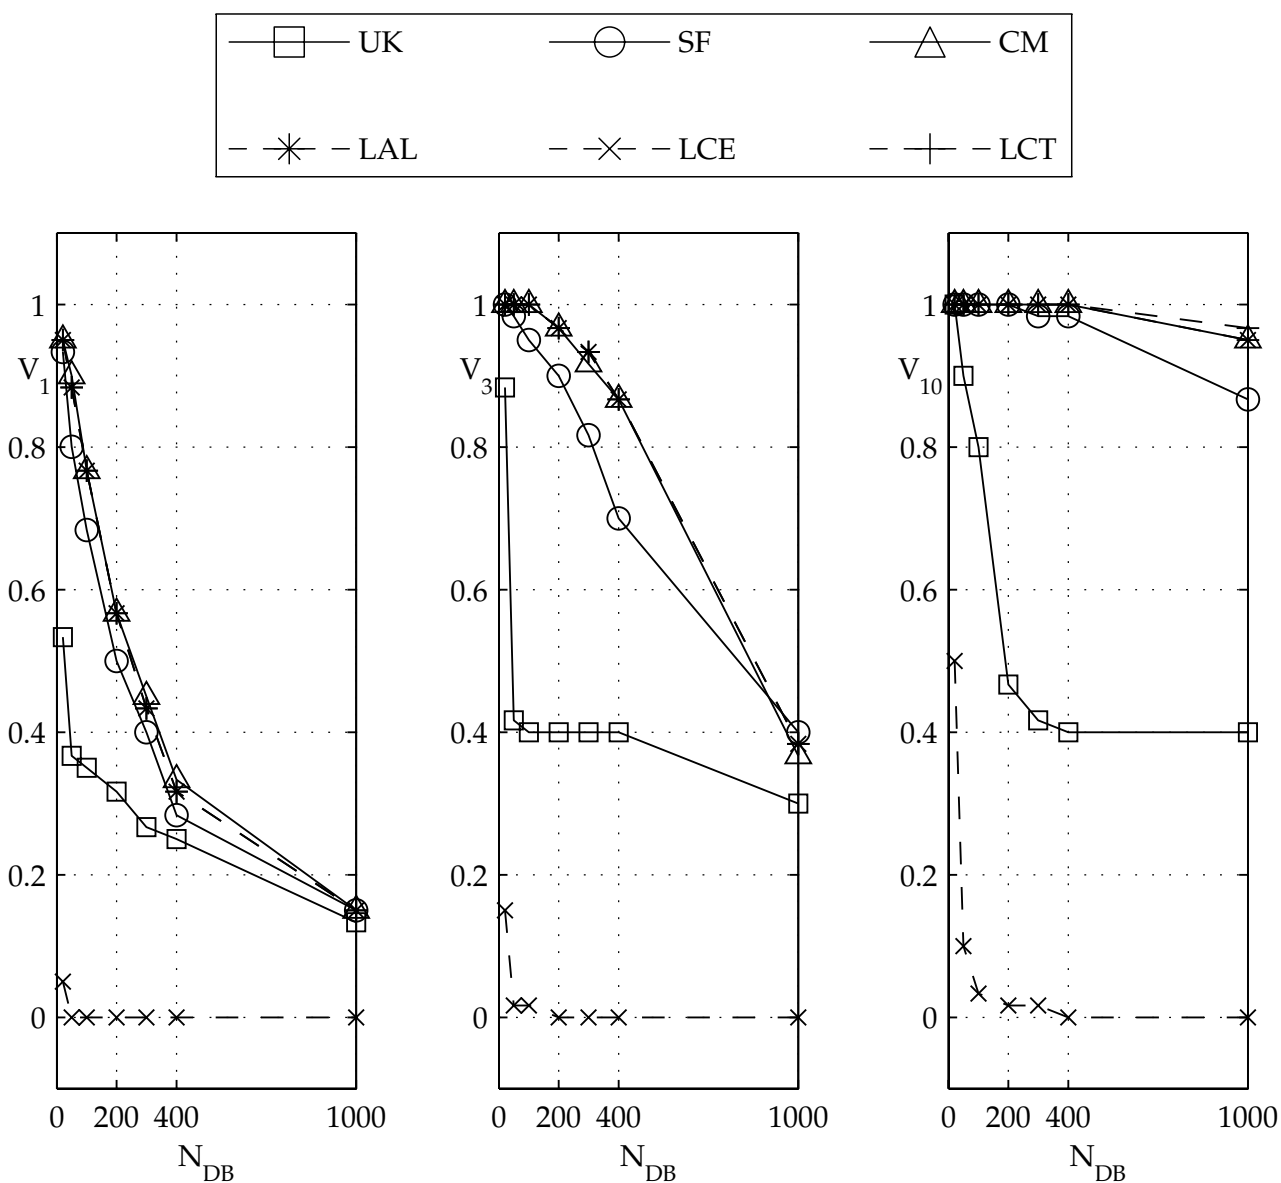 UK SF CM
LAL LCE LCT
1 1 1
V1 V3 V10
0.8 0.8 0.8
0.6 0.6 0.6
0.4 0.4 0.4
0.2 0.2 0.2
0 0 0
0 200 400 1000 0 200 400 1000 0 200 400 1000
NDB NDB NDB